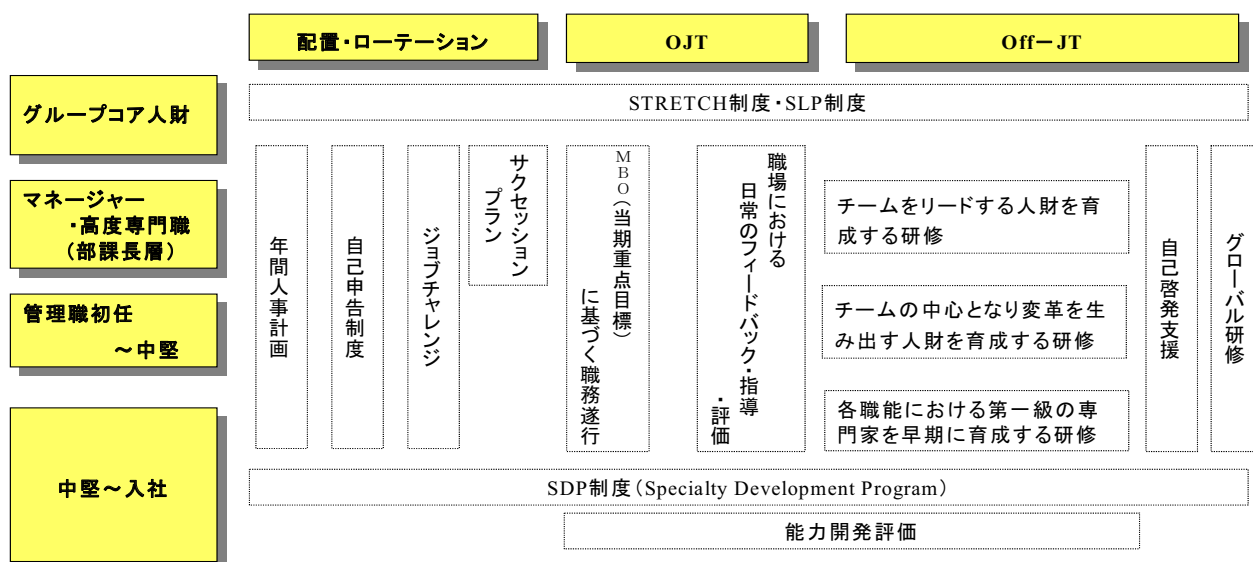 配置・ローテーション
OJT
Off－JT
グループコア人財
STRETCH制度・SLP制度
マネージャー
・高度専門職
(部課長層)
管理職初任
～中堅
中堅～入社
年間人事計画
自己申告制度
ジョブチャレンジ
サクセッション
プラン
MBO(当期重点目標)
に基づく職務遂行
職場における
日常のフィードバック・指導
・評価
チームをリードする人財を育
成する研修
チームの中心となり変革を生
み出す人財を育成する研修
各職能における第一級の専
門家を早期に育成する研修
自己啓発支援
グローバル研修
SDP制度(Specialty Development Program)
能力開発評価